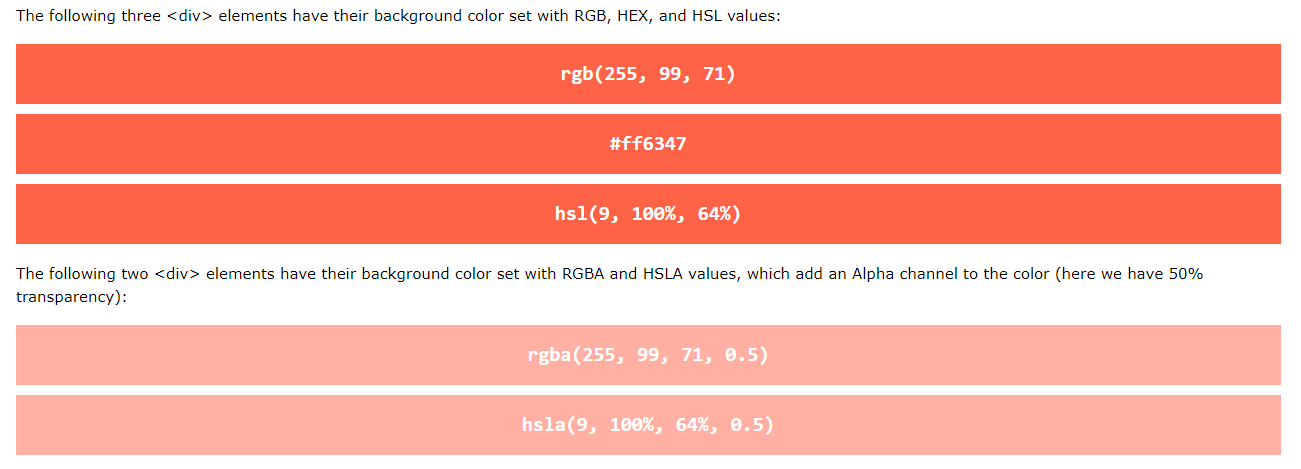 The following three <div> elements have their background color set with RGB, HEX, and HSL values:
rgb(255, 99, 71)
#ff6347
hsl(9, 100%, 64%)
The following two <div> elements have their background color set with RGBA and HSLA values, which add an Alpha channel to the color (here we have 50%
transparency):
rgba(255, 99, 71, 0.5)
hsla(9, 100%, 64%, 0.5)